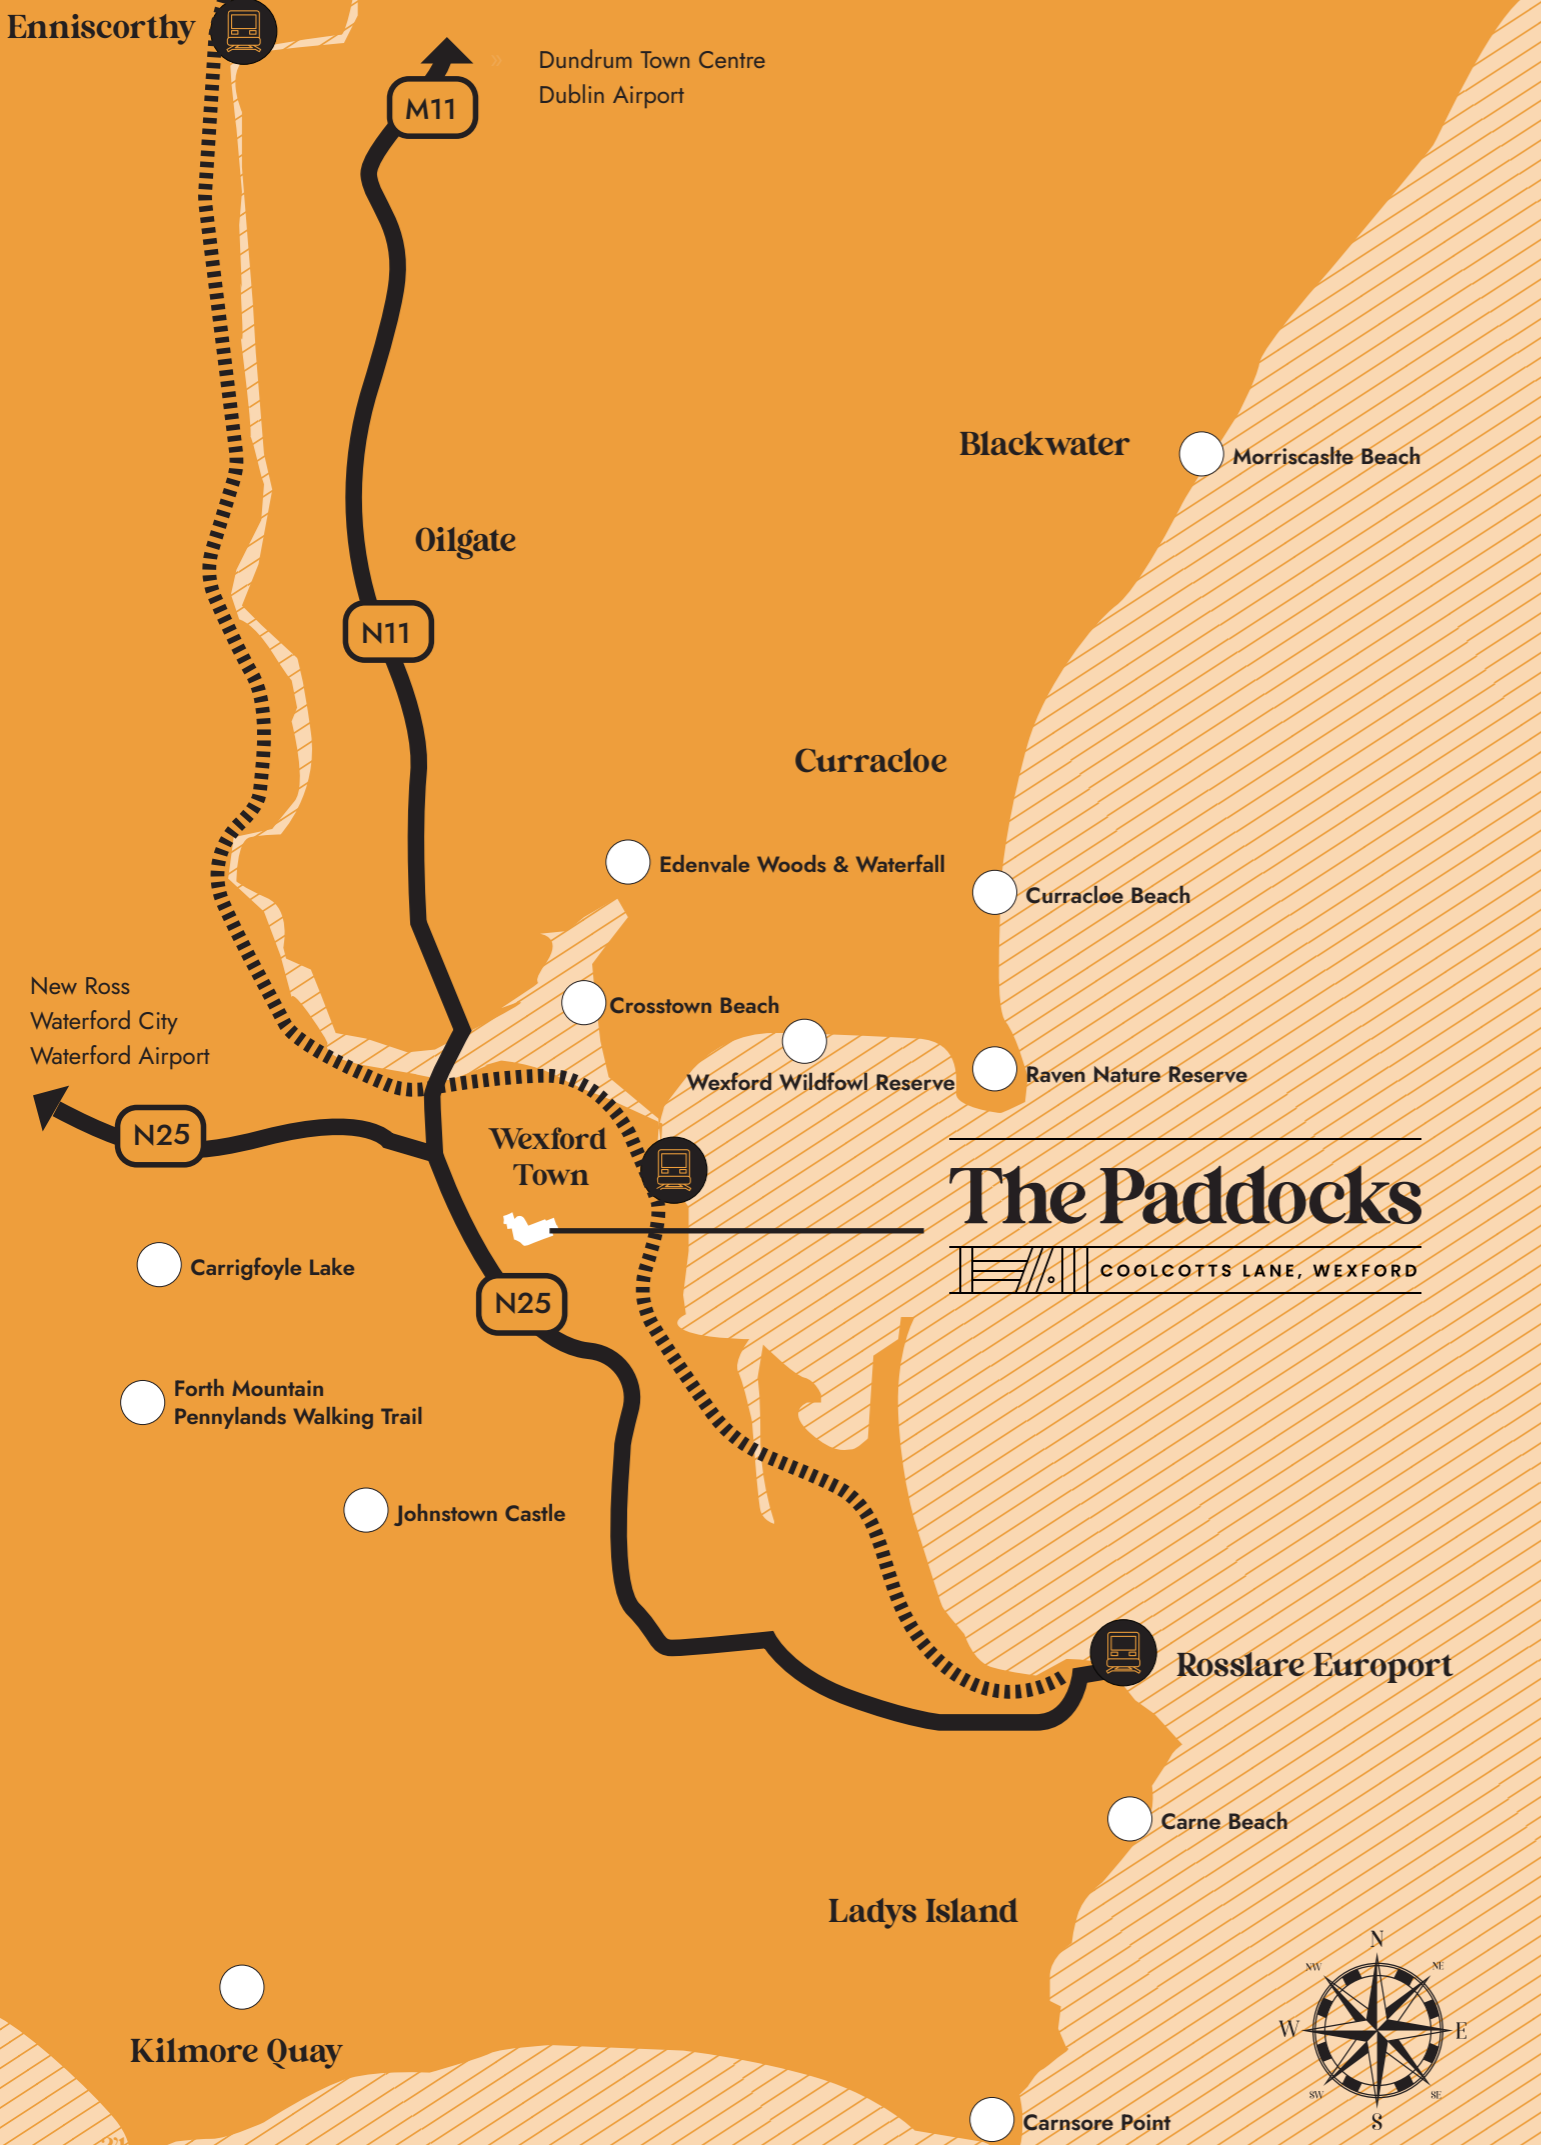 Enniscorthy
M11
Dundrum Town Centre
Dublin Airport
Blackwater
Morriscaslte Beach
Oilgate
N11
Curracloe
Edenvale Woods & Waterfall
Curracloe Beach
New Ross
Waterford City
Waterford Airport
Crosstown Beach
Wexford Wildfowl Reserve
Raven Nature Reserve
N25
Wexford
Town
The Paddocks
COOLCOTTS LANE, WEXFORD
Carrigfoyle Lake
N25
Forth Mountain
Pennylands Walking Trail
Johnstown Castle
Rosslare Europort
Carne Beach
Ladys Island
N
NW
NE
W
E
SW
SE
S
Kilmore Quay
Carnsore Point